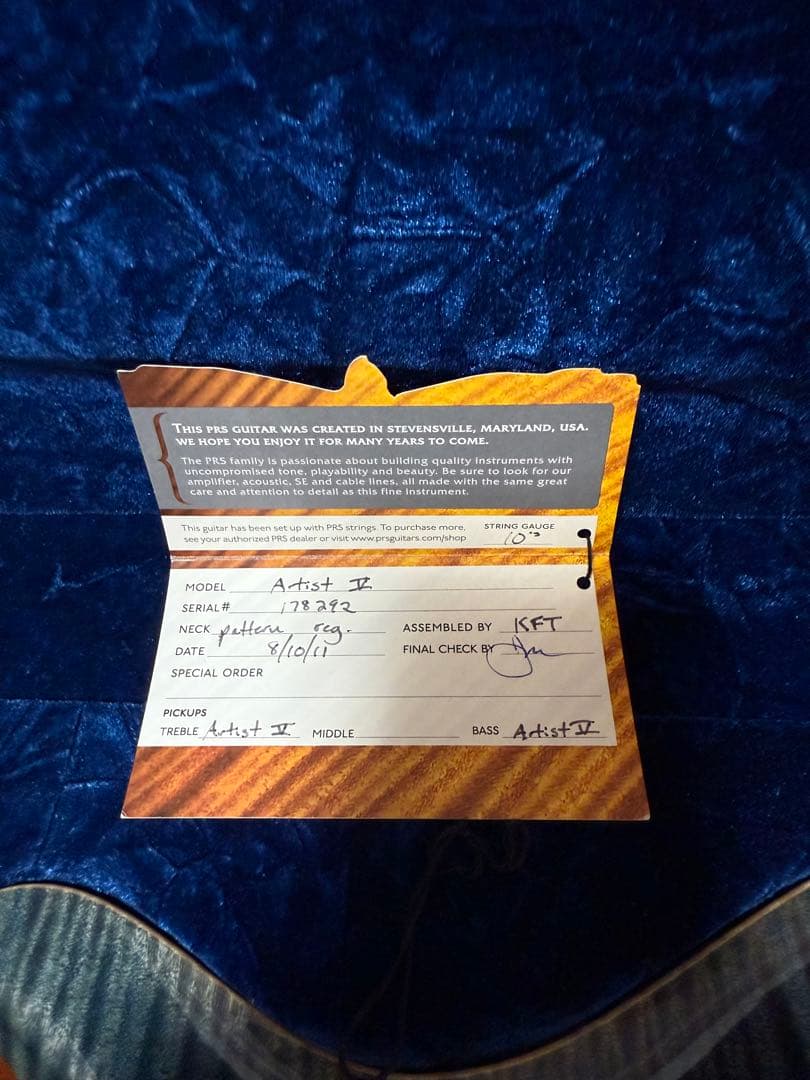 THIS PRS GUITAR WAS CREATED IN STEVENSVILLE, MARYLAND, USA.
WE HOPE YOU ENJOY IT FOR MANY YEARS TO COME.
The PRS family is passionate about building quality instruments with
uncompromised tone, playability and beauty. Be sure to look for our
amplifier, acoustic, SE and cable lines, all made with the same great
care and attention to detail as this fine instrument.
This guitar has been set up with PRS strings. To purchase more,
see your authorized PRS dealer or visit www.prsguitars.com/shop
STRING GAUGE
10's
MODEL Artist V
SERIAL# 178292
NECK pattern reg. ASSEMBLED BY KFT
DATE 8/10/11 FINAL CHECK BY
SPECIAL ORDER
PICKUPS
TREBLE Artist V MIDDLE BASS Artist V